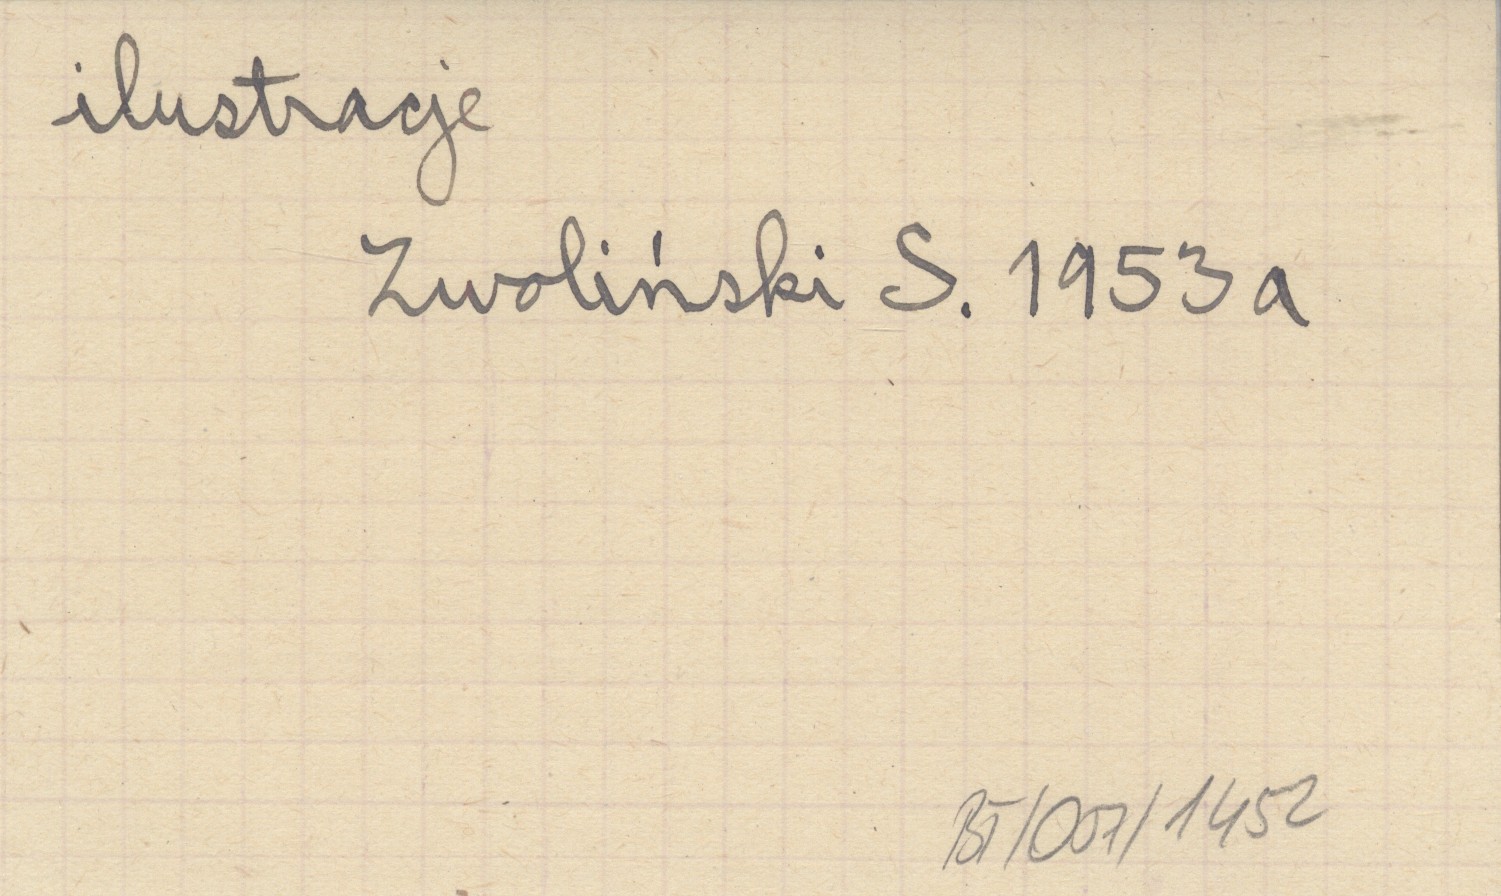 ilustracje
Zwoliński S. 1953a
BT/007/1452